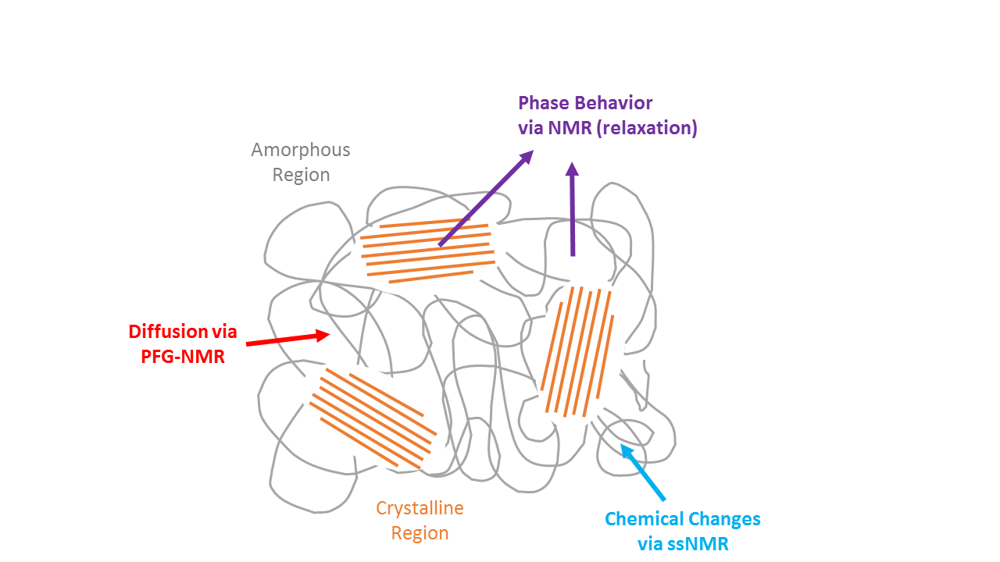 Phase Behavior
via NMR (relaxation)
Amorphous
Region
Diffusion via
PFG-NMR
Crystalline
Region
Chemical Changes
via ssNMR